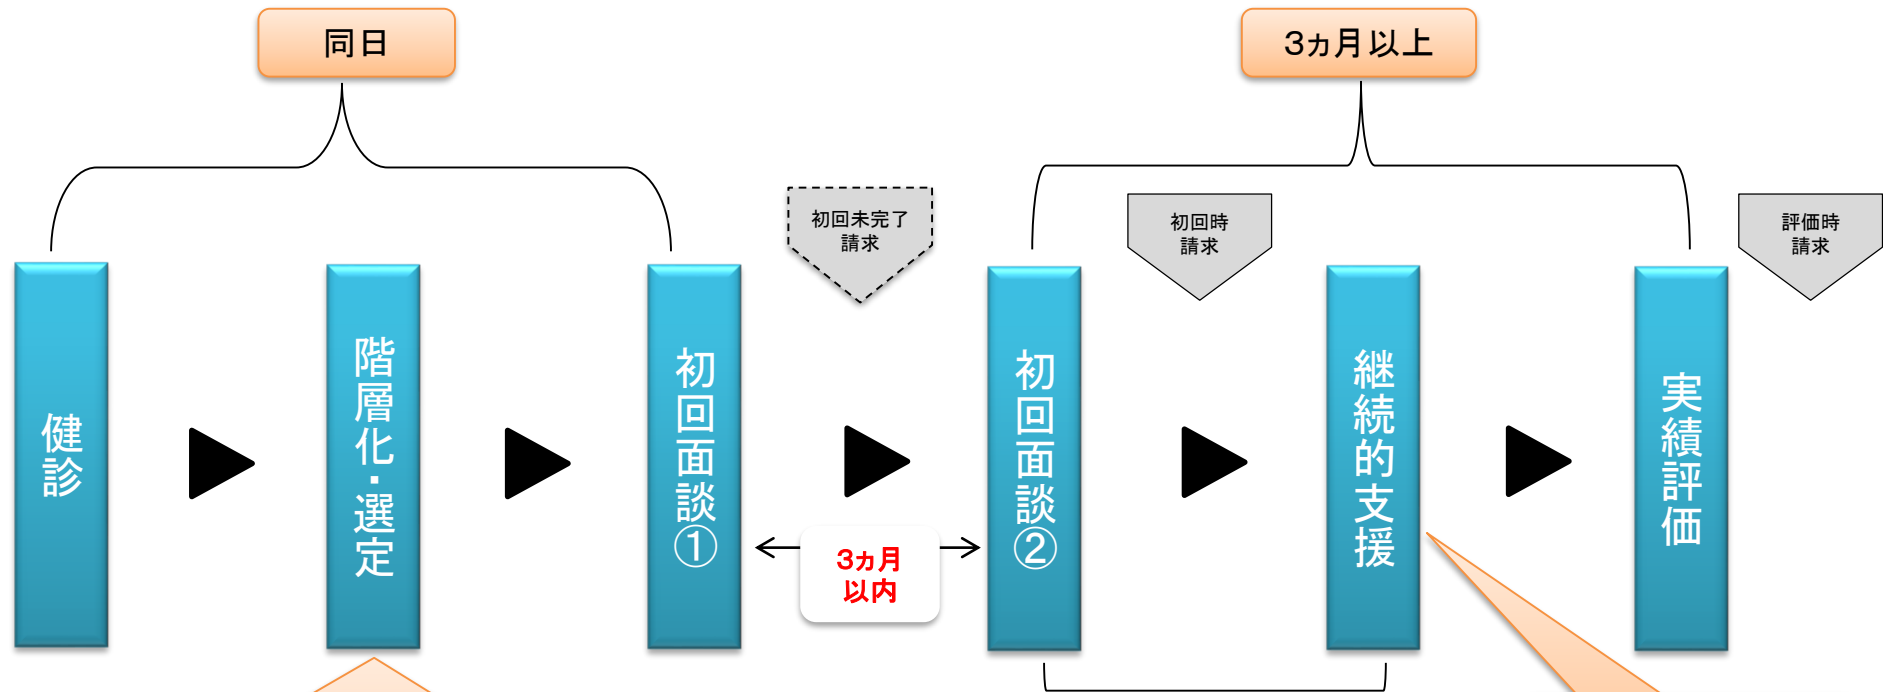 同日
3ヵ月以上
初回未完了
請求
初回時
請求
評価時
請求
健診
階層化・選定
初回面談①
初回面談②
継続的支援
実績評価
3ヵ月
以内